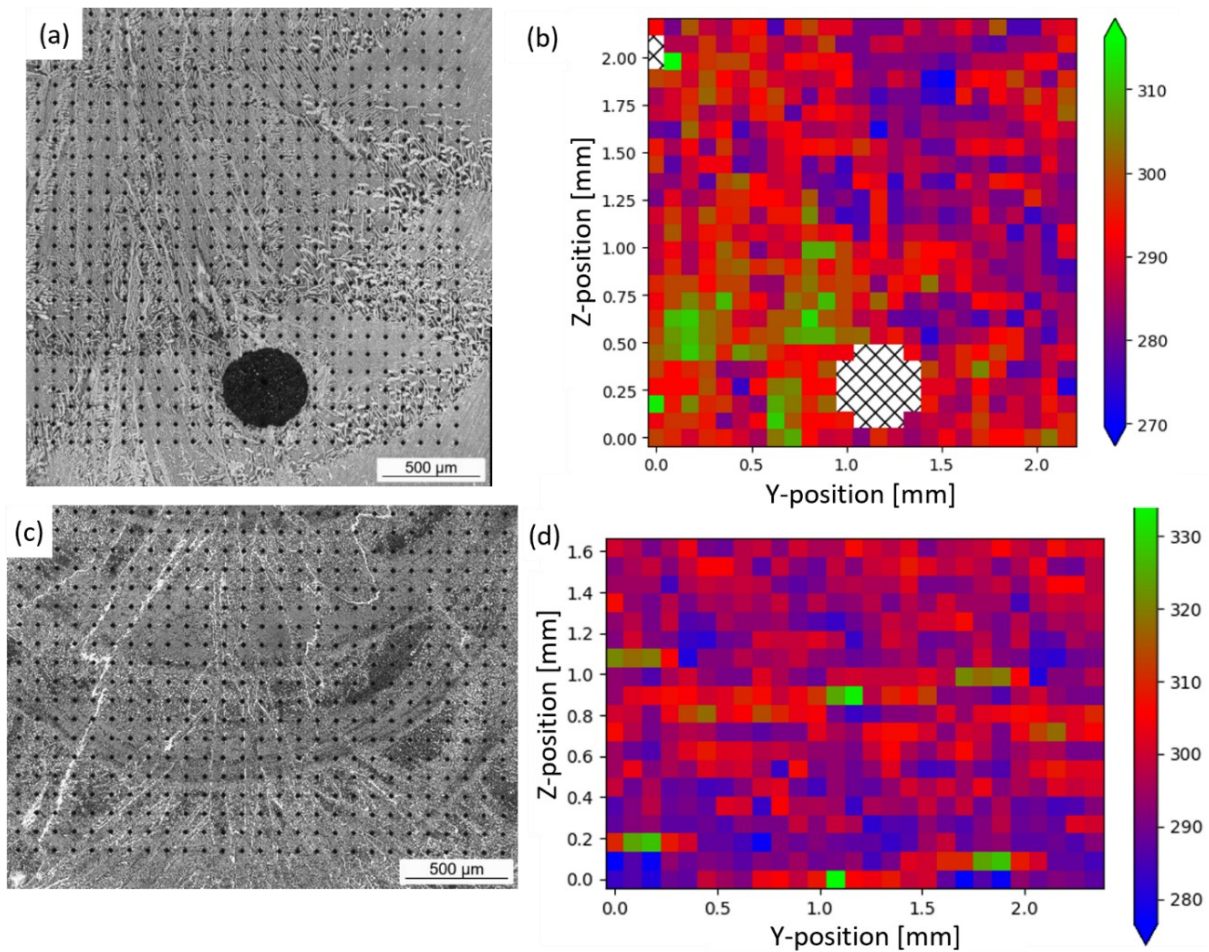 (a)
500 µm
(b)
Z-position [mm]
2.00
1.75
1.50
1.25
1.00
0.75
0.50
0.25
0.00
0.0 0.5 1.0 1.5 2.0
Y-position [mm]
310
300
290
280
270
(c)
500 µm
(d)
Z-position [mm]
1.6
1.4
1.2
1.0
0.8
0.6
0.4
0.2
0.0
0.0 0.5 1.0 1.5 2.0
Y-position [mm]
330
320
310
300
290
280